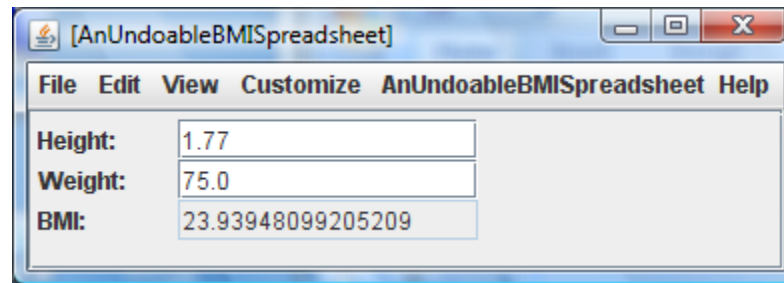 [AnUndoableBMISpreadsheet]
File Edit View Customize AnUndoableBMISpreadsheet Help
Height: 1.77
Weight: 75.0
BMI: 23.93948099205209